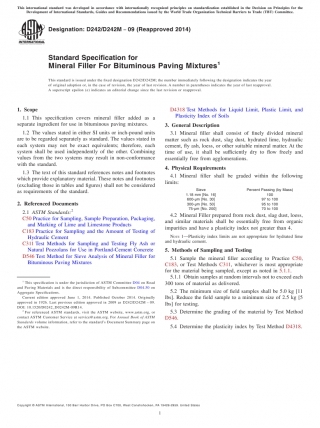 This international standard was developed in accordance with internationally recognized principles on standardization established in the Decision on Principles for the
Development of International Standards, Guides and Recommendations issued by the World Trade Organization Technical Barriers to Trade (TBT) Committee.
INTERNATIONAL
Designation: D242/D242M – 09 (Reapproved 2014)
Standard Specification for
Mineral Filler For Bituminous Paving Mixtures¹
This standard is issued under the fixed designation D242/D242M; the number immediately following the designation indicates the year
of original adoption or, in the case of revision, the year of last revision. A number in parentheses indicates the year of last reapproval.
A superscript epsilon (ε) indicates an editorial change since the last revision or reapproval.
1. Scope
1.1 This specification covers mineral filler added as a
separate ingredient for use in bituminous paving mixtures.
1.2 The values stated in either SI units or inch-pound units
are to be regarded separately as standard. The values stated in
each system may not be exact equivalents; therefore, each
system shall be used independently of the other. Combining
values from the two systems may result in non-conformance
with the standard.
1.3 The text of this standard references notes and footnotes
which provide explanatory material. These notes and footnotes
(excluding those in tables and figures) shall not be considered
as requirements of the standard.
2. Referenced Documents
2.1 ASTM Standards:²
C50 Practice for Sampling, Sample Preparation, Packaging,
and Marking of Lime and Limestone Products
C183 Practice for Sampling and the Amount of Testing of
Hydraulic Cement
C311 Test Methods for Sampling and Testing Fly Ash or
Natural Pozzolans for Use in Portland-Cement Concrete
D546 Test Method for Sieve Analysis of Mineral Filler for
Bituminous Paving Mixtures
¹ This specification is under the jurisdiction of ASTM Committee D04 on Road
and Paving Materials and is the direct responsibility of Subcommittee D04.50 on
Aggregate Specifications.
Current edition approved June 1, 2014. Published October 2014. Originally
approved in 1926. Last previous edition approved in 2009 as D242/D242M – 09.
DOI: 10.1520/D0242_D0242M-09R14.
² For referenced ASTM standards, visit the ASTM website, www.astm.org, or
contact ASTM Customer Service at service@astm.org. For Annual Book of ASTM
Standards volume information, refer to the standard's Document Summary page on
the ASTM website.
D4318 Test Methods for Liquid Limit, Plastic Limit, and
Plasticity Index of Soils
3. General Description
3.1 Mineral filler shall consist of finely divided mineral
matter such as rock dust, slag dust, hydrated lime, hydraulic
cement, fly ash, loess, or other suitable mineral matter. At the
time of use, it shall be sufficiently dry to flow freely and
essentially free from agglomerations.
4. Physical Requirements
4.1 Mineral filler shall be graded within the following
limits:
Sieve Percent Passing (by Mass)
1.18 mm (No. 16) 100
600-µm (No. 30) 97 to 100
300-µm (No. 50) 95 to 100
75-µm (No. 200) 70 to 100
4.2 Mineral Filler prepared from rock dust, slag dust, loess,
and similar materials shall be essentially free from organic
impurities and have a plasticity index not greater than 4.
NOTE 1—Plasticity index limits are not appropriate for hydrated lime
and hydraulic cement.
5. Methods of Sampling and Testing
5.1 Sample the mineral filler according to Practice C50,
C183, or Test Methods C311, whichever is most appropriate
for the material being sampled, except as noted in 5.1.1.
5.1.1 Obtain samples at random intervals not to exceed each
300 tons of material as delivered.
5.2 The minimum size of field samples shall be 5.0 kg [11
lbs]. Reduce the field sample to a minimum size of 2.5 kg [5
lbs] for testing.
5.3 Determine the grading of the material by Test Method
D546.
5.4 Determine the plasticity index by Test Method D4318.
Copyright © ASTM International, 100 Barr Harbor Drive, PO Box C700, West Conshohocken, PA 19428-2959. United States
1